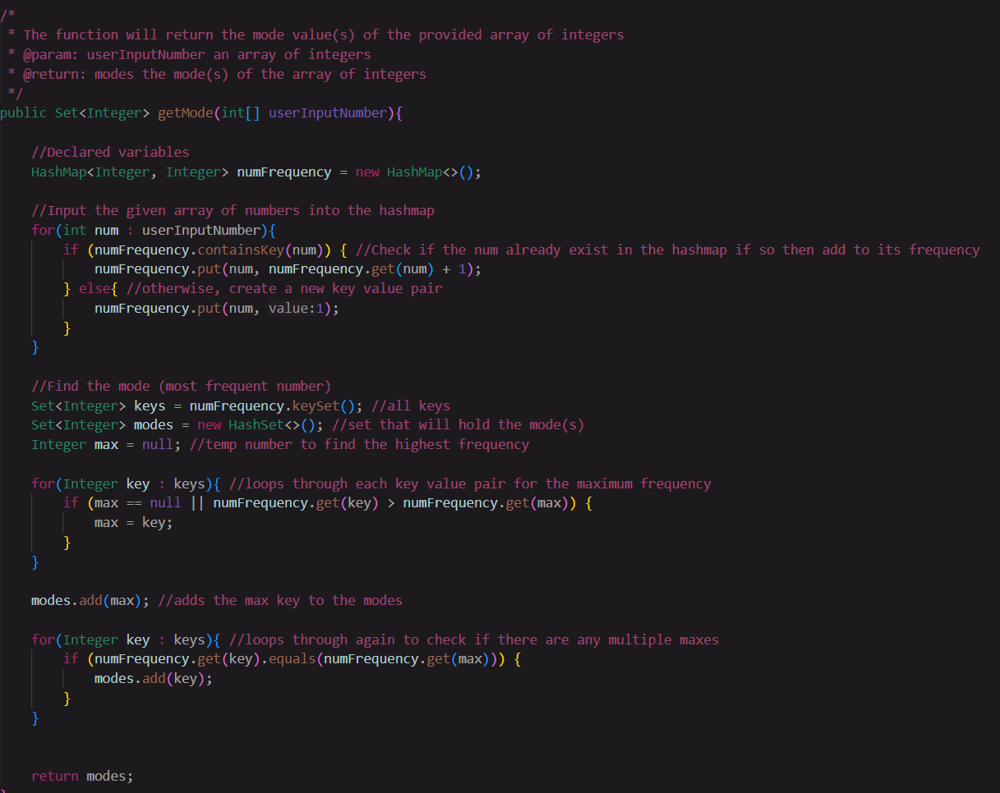 /*
 * The function will return the mode value(s) of the provided array of integers
 * @param: userInputNumber an array of integers
 * @return: modes the mode(s) of the array of integers
 */
public Set<Integer> getMode(int[] userInputNumber){

    //Declared variables
    HashMap<Integer, Integer> numFrequency = new HashMap<>();

    //Input the given array of numbers into the hashmap
    for(int num : userInputNumber){
        if (numFrequency.containsKey(num)) { //Check if the num already exist in the hashmap if so then add to its frequency
            numFrequency.put(num, numFrequency.get(num) + 1);
        } else{ //otherwise, create a new key value pair
            numFrequency.put(num, value:1);
        }
    }

    //Find the mode (most frequent number)
    Set<Integer> keys = numFrequency.keySet(); //all keys
    Set<Integer> modes = new HashSet<>(); //set that will hold the mode(s)
    Integer max = null; //temp number to find the highest frequency

    for(Integer key : keys){ //loops through each key value pair for the maximum frequency
        if (max == null || numFrequency.get(key) > numFrequency.get(max)) {
            max = key;
        }
    }

    modes.add(max); //adds the max key to the modes

    for(Integer key : keys){ //loops through again to check if there are any multiple maxes
        if (numFrequency.get(key).equals(numFrequency.get(max))) {
            modes.add(key);
        }
    }


    return modes;